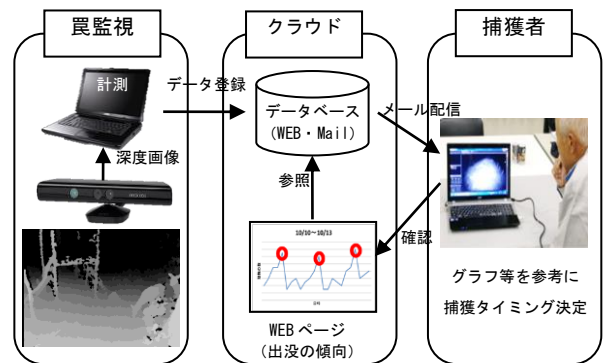 罠監視
クラウド
捕獲者
計測
データ登録
データベース
(WEB・Mail)
メール配信
深度画像
参照
確認
10/10～10/13
WEB ページ
(出没の傾向)
グラフ等を参考に
捕獲タイミング決定